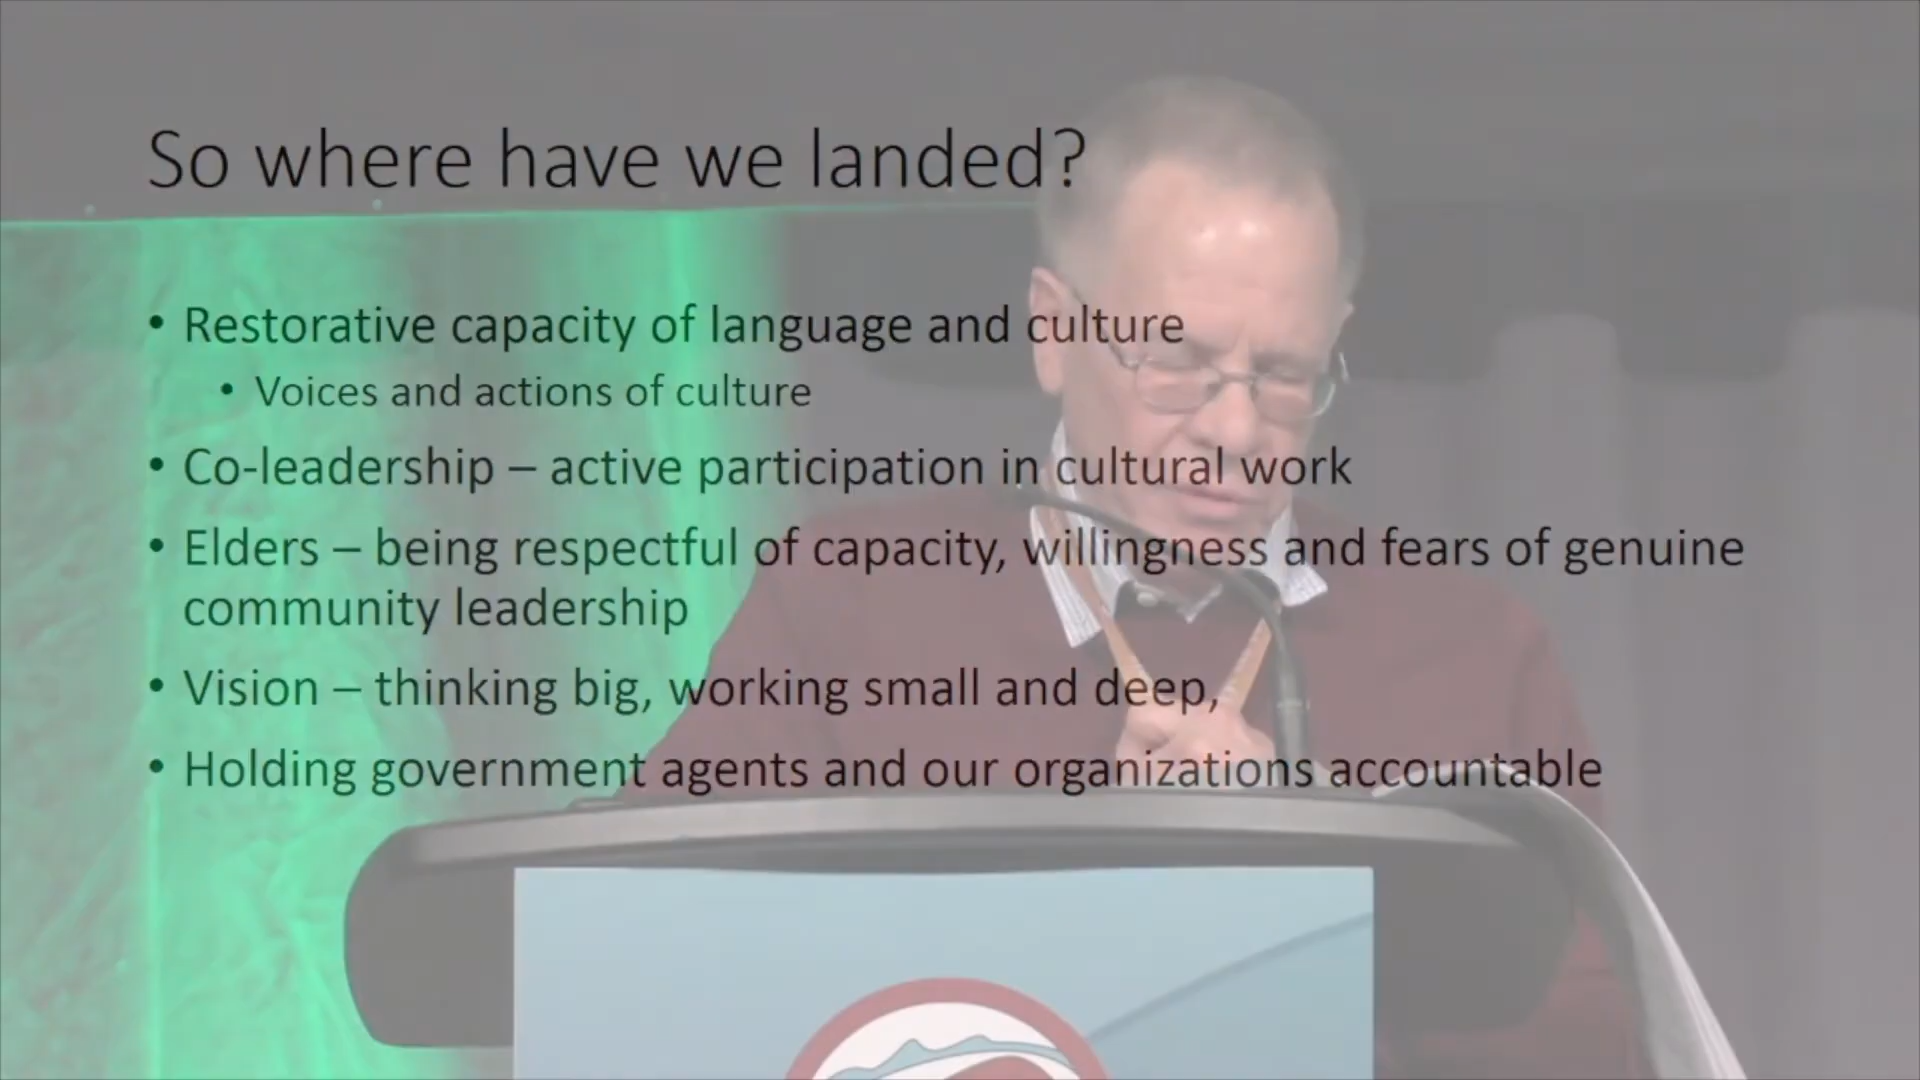 So where have we landed?
• Restorative capacity of language and culture
• Voices and actions of culture
• Co-leadership – active participation in cultural work
• Elders – being respectful of capacity, willingness and fears of genuine
community leadership
• Vision – thinking big, working small and deep,
• Holding government agents and our organizations accountable